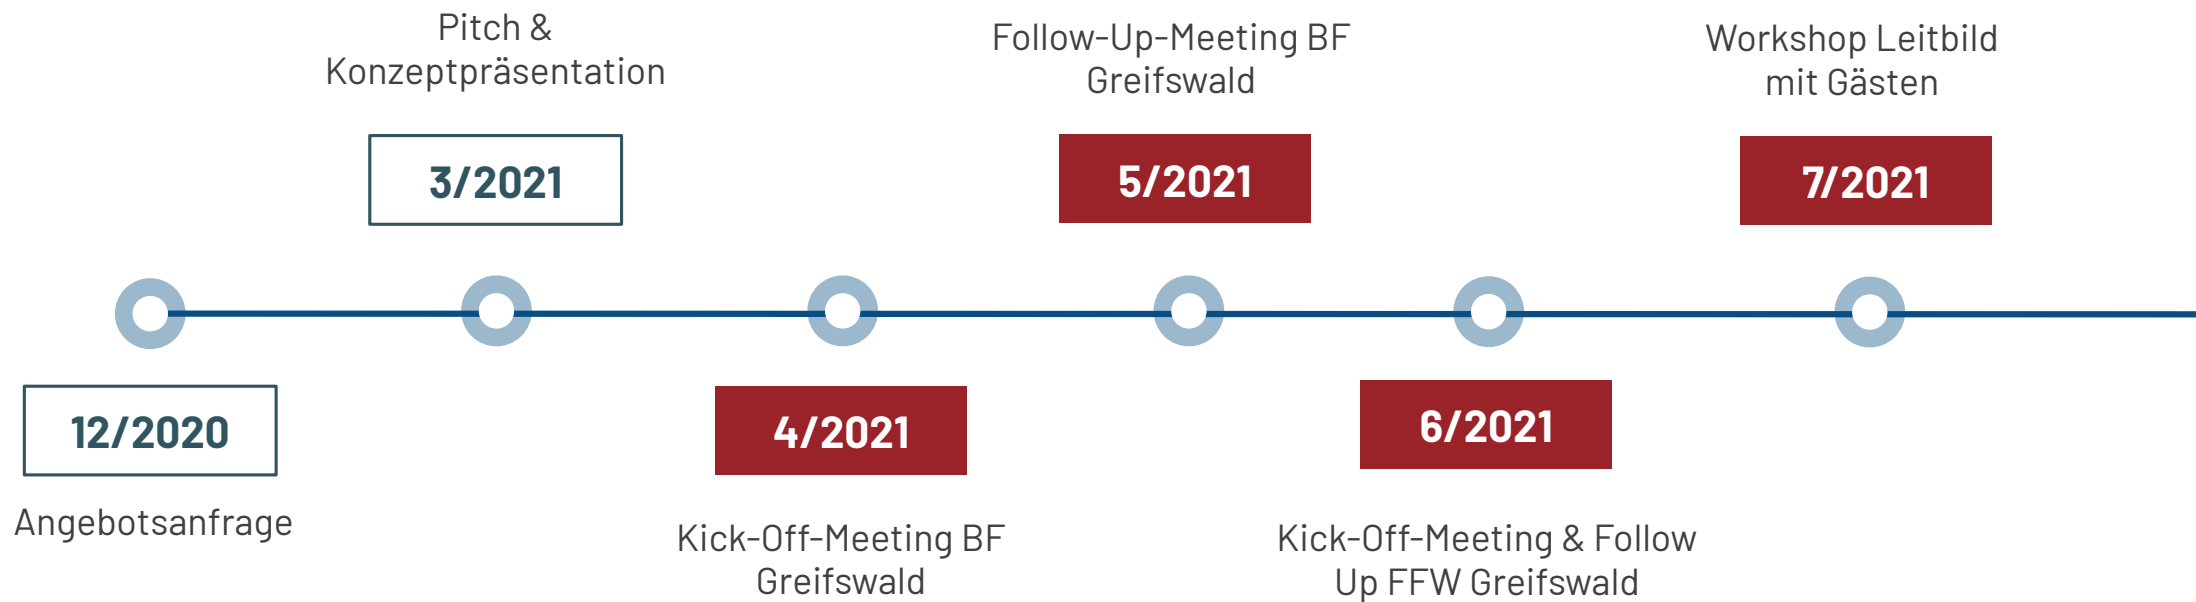 Pitch &
Konzeptpräsentation
3/2021
Follow-Up-Meeting BF
Greifswald
5/2021
Workshop Leitbild
mit Gästen
7/2021
12/2020
Angebotsanfrage
4/2021
Kick-Off-Meeting BF
Greifswald
6/2021
Kick-Off-Meeting & Follow
Up FFW Greifswald